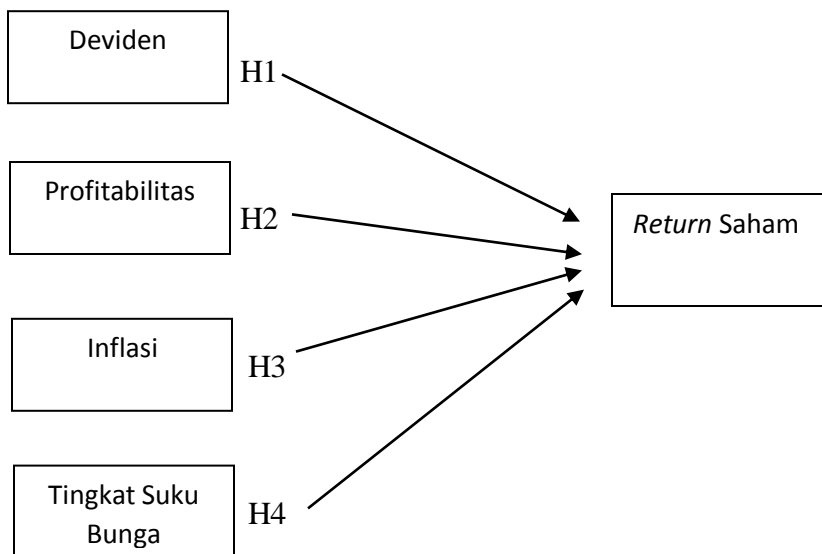 Deviden
H1
Profitabilitas
H2
Return Saham
Inflasi
H3
Tingkat Suku
Bunga
H4